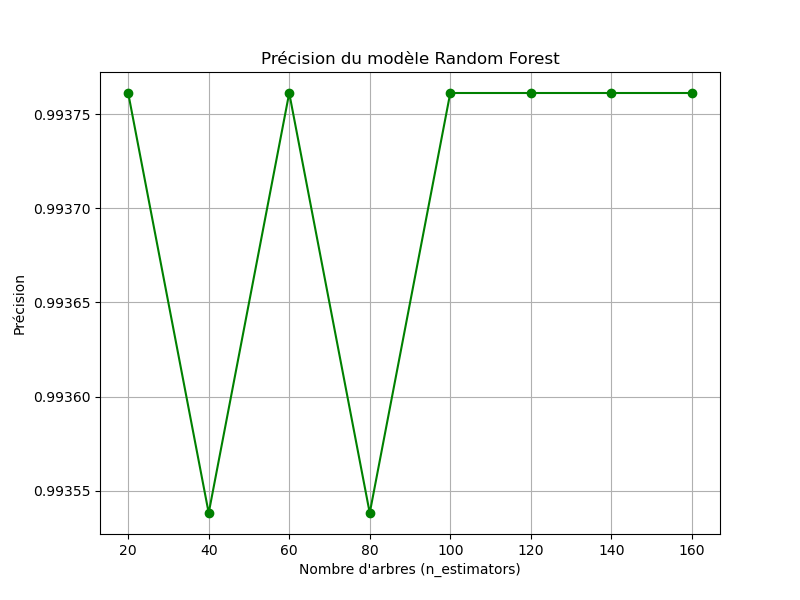 Précision du modèle Random Forest
Précision
0.99375
0.99370
0.99365
0.99360
0.99355
20 40 60 80 100 120 140 160
Nombre d'arbres (n_estimators)